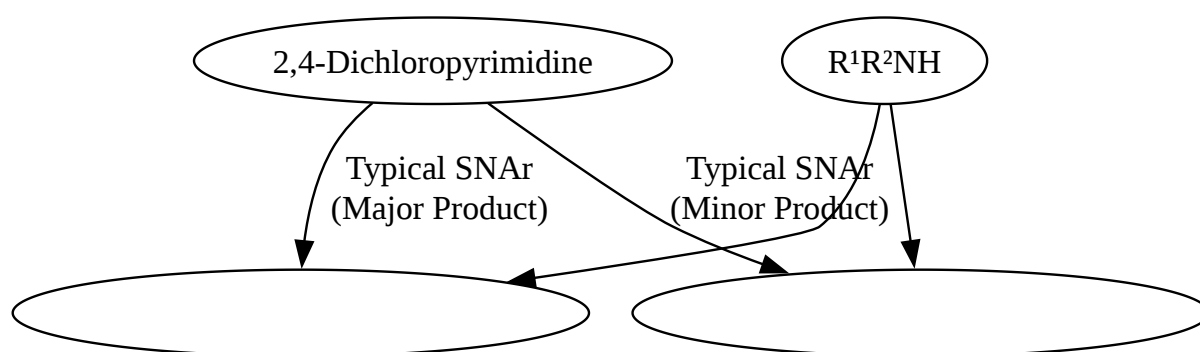 2,4-Dichloropyrimidine
R¹R²NH
Typical SNAr
(Major Product)
Typical SNAr
(Minor Product)